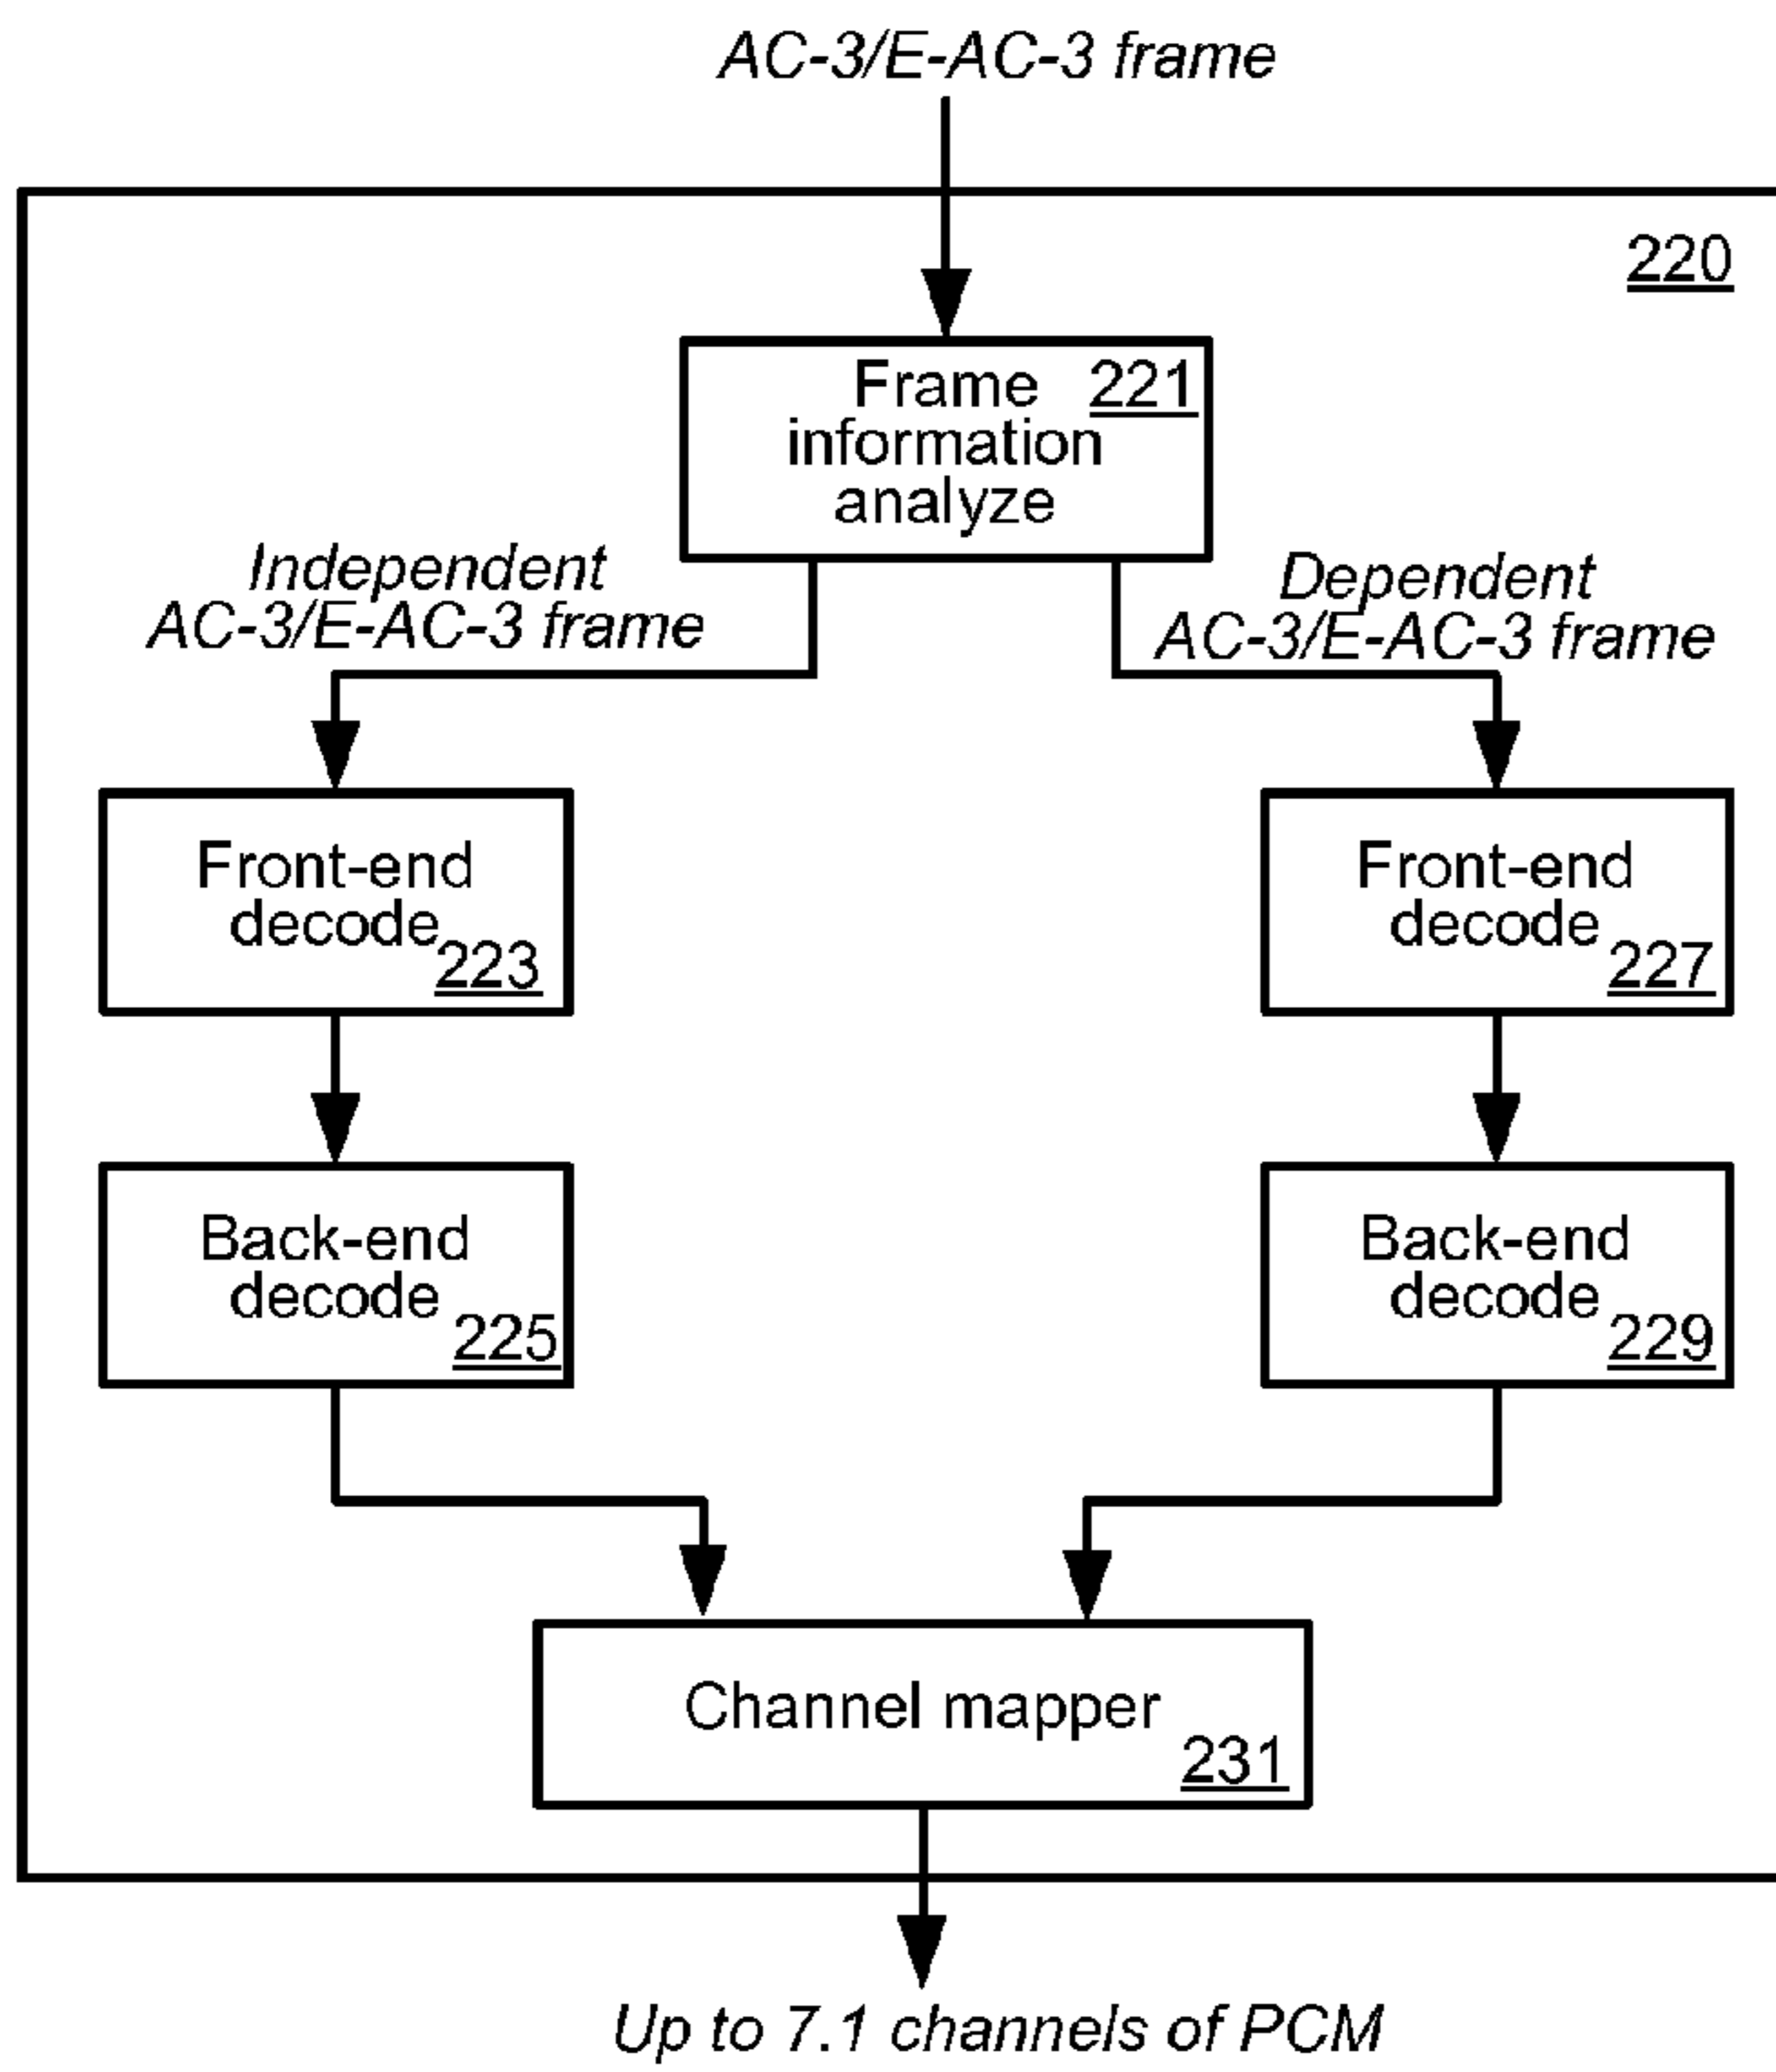 AC-3/E-AC-3 frame
220
Frame 221
information
analyze
Independent
AC-3/E-AC-3 frame
Dependent
AC-3/E-AC-3 frame
Front-end
decode
223
Front-end
decode
227
Back-end
decode
225
Back-end
decode
229
Channel mapper
231
Up to 7.1 channels of PCM